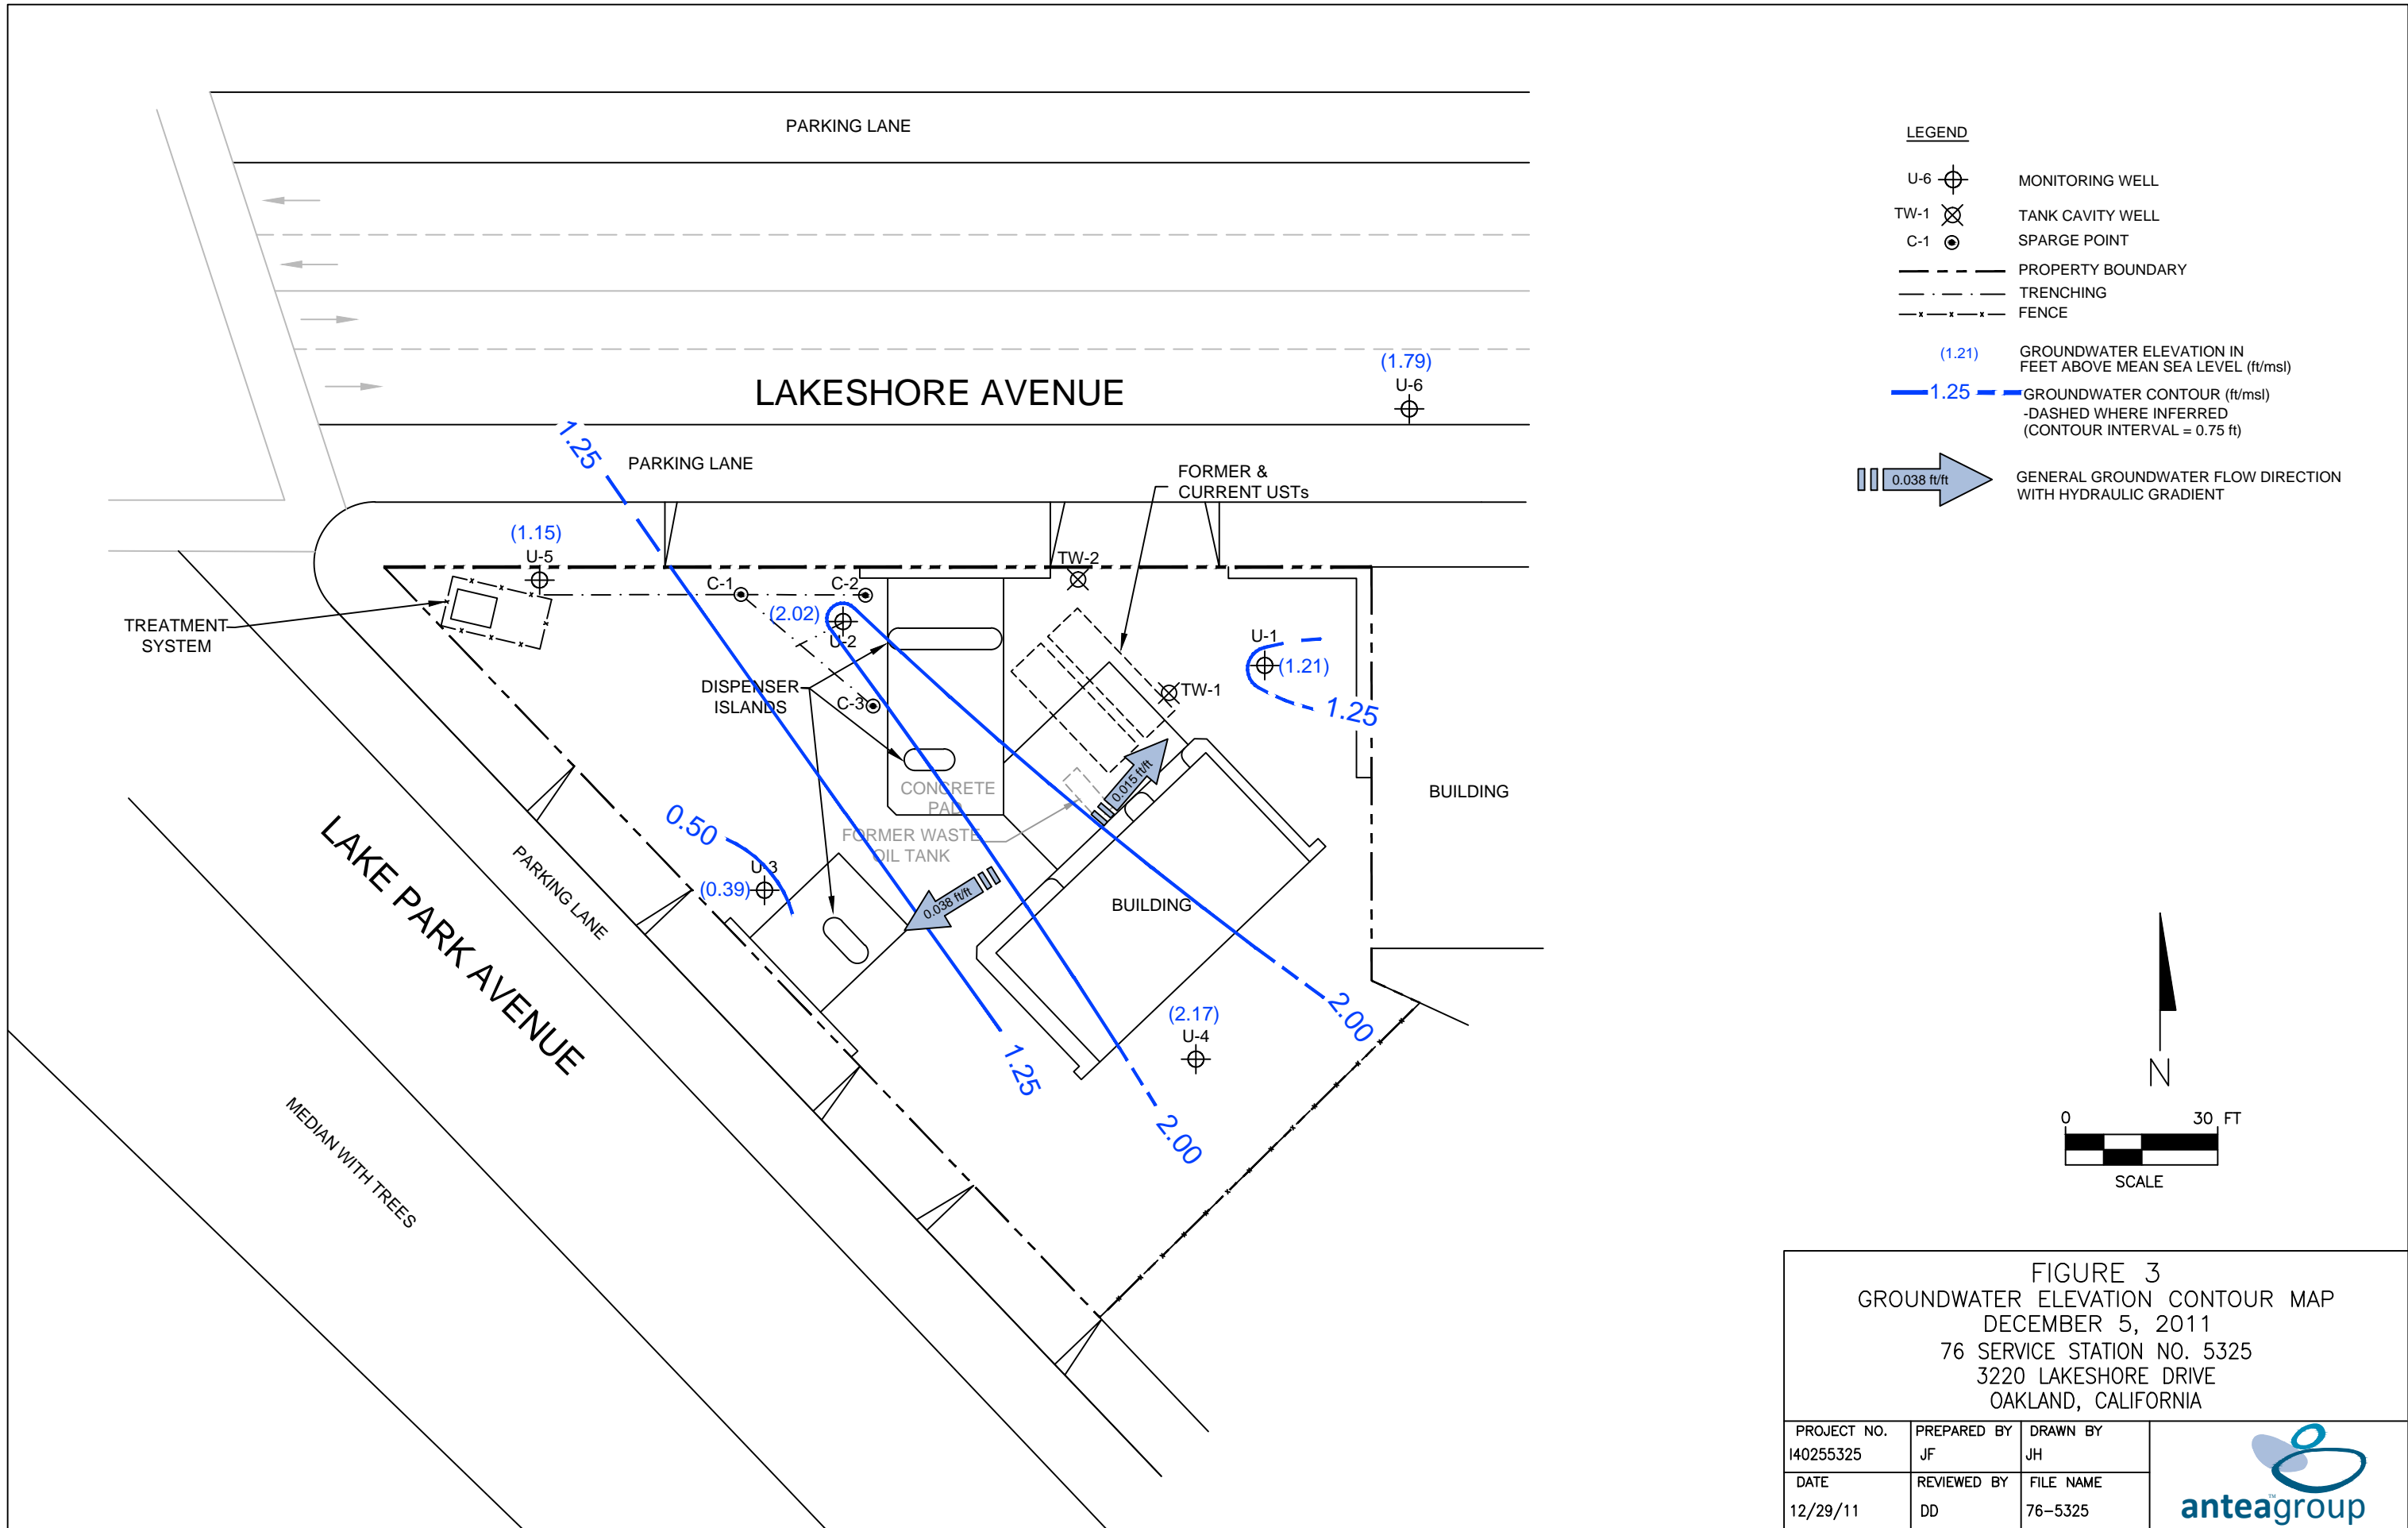 PARKING LANE
LAKESHORE AVENUE
(1.79)
U-6
1.25
PARKING LANE
FORMER &
CURRENT USTs
(1.15)
U-5
TW-2
C-1
C-2
(2.02)
U-2
TREATMENT
SYSTEM
U-1
(1.21)
1.25
TW-1
DISPENSER
ISLANDS
C-3
CONCRETE
PAD
0.015 ft/ft
BUILDING
0.50
FORMER WASTE
OIL TANK
U-3
(0.39)
0.038 ft/ft
BUILDING
LAKE PARK AVENUE
PARKING LANE
2.00
(2.17)
U-4
1.25
2.00
MEDIAN WITH TREES
LEGEND
U-6 MONITORING WELL
TW-1 TANK CAVITY WELL
C-1 SPARGE POINT
PROPERTY BOUNDARY
TRENCHING
FENCE
(1.21) GROUNDWATER ELEVATION IN
FEET ABOVE MEAN SEA LEVEL (ft/msl)
1.25 GROUNDWATER CONTOUR (ft/msl)
-DASHED WHERE INFERRED
(CONTOUR INTERVAL = 0.75 ft)
0.038 ft/ft GENERAL GROUNDWATER FLOW DIRECTION
WITH HYDRAULIC GRADIENT
N
0 30 FT
SCALE
FIGURE 3
GROUNDWATER ELEVATION CONTOUR MAP
DECEMBER 5, 2011
76 SERVICE STATION NO. 5325
3220 LAKESHORE DRIVE
OAKLAND, CALIFORNIA
PROJECT NO. PREPARED BY DRAWN BY
I40255325 JF JH
DATE REVIEWED BY FILE NAME
12/29/11 DD 76-5325
anteagroup™